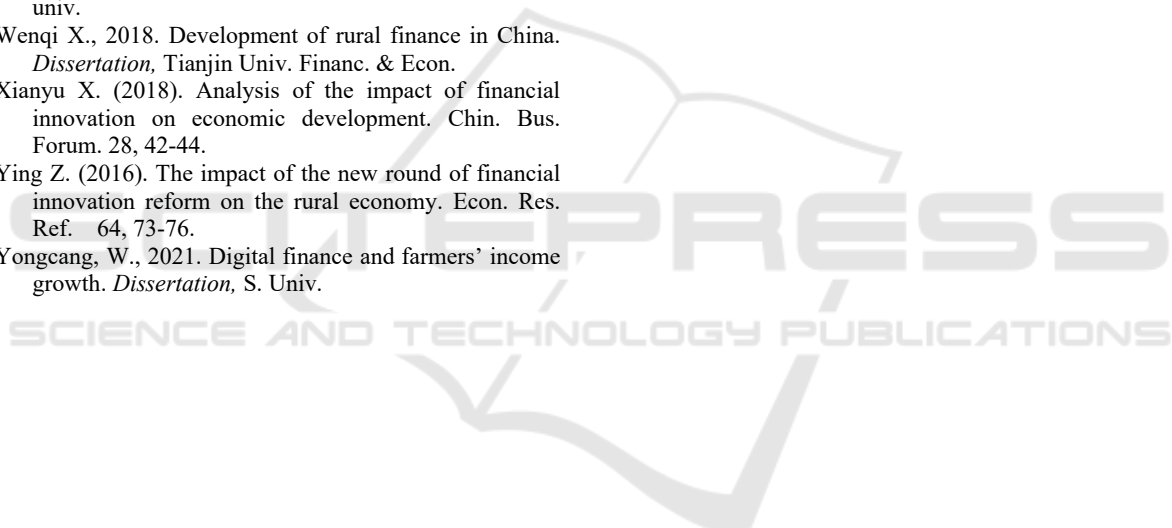 univ.
Wenqi X., 2018. Development of rural finance in China.
Dissertation, Tianjin Univ. Financ. & Econ.
Xianyu X. (2018). Analysis of the impact of financial
innovation on economic development. Chin. Bus.
Forum. 28, 42-44.
Ying Z. (2016). The impact of the new round of financial
innovation reform on the rural economy. Econ. Res.
Ref. 64, 73-76.
Yongcang, W., 2021. Digital finance and farmers’ income
growth. Dissertation, S. Univ.
SCITEPRESS
SCIENCE AND TECHNOLOGY PUBLICATIONS